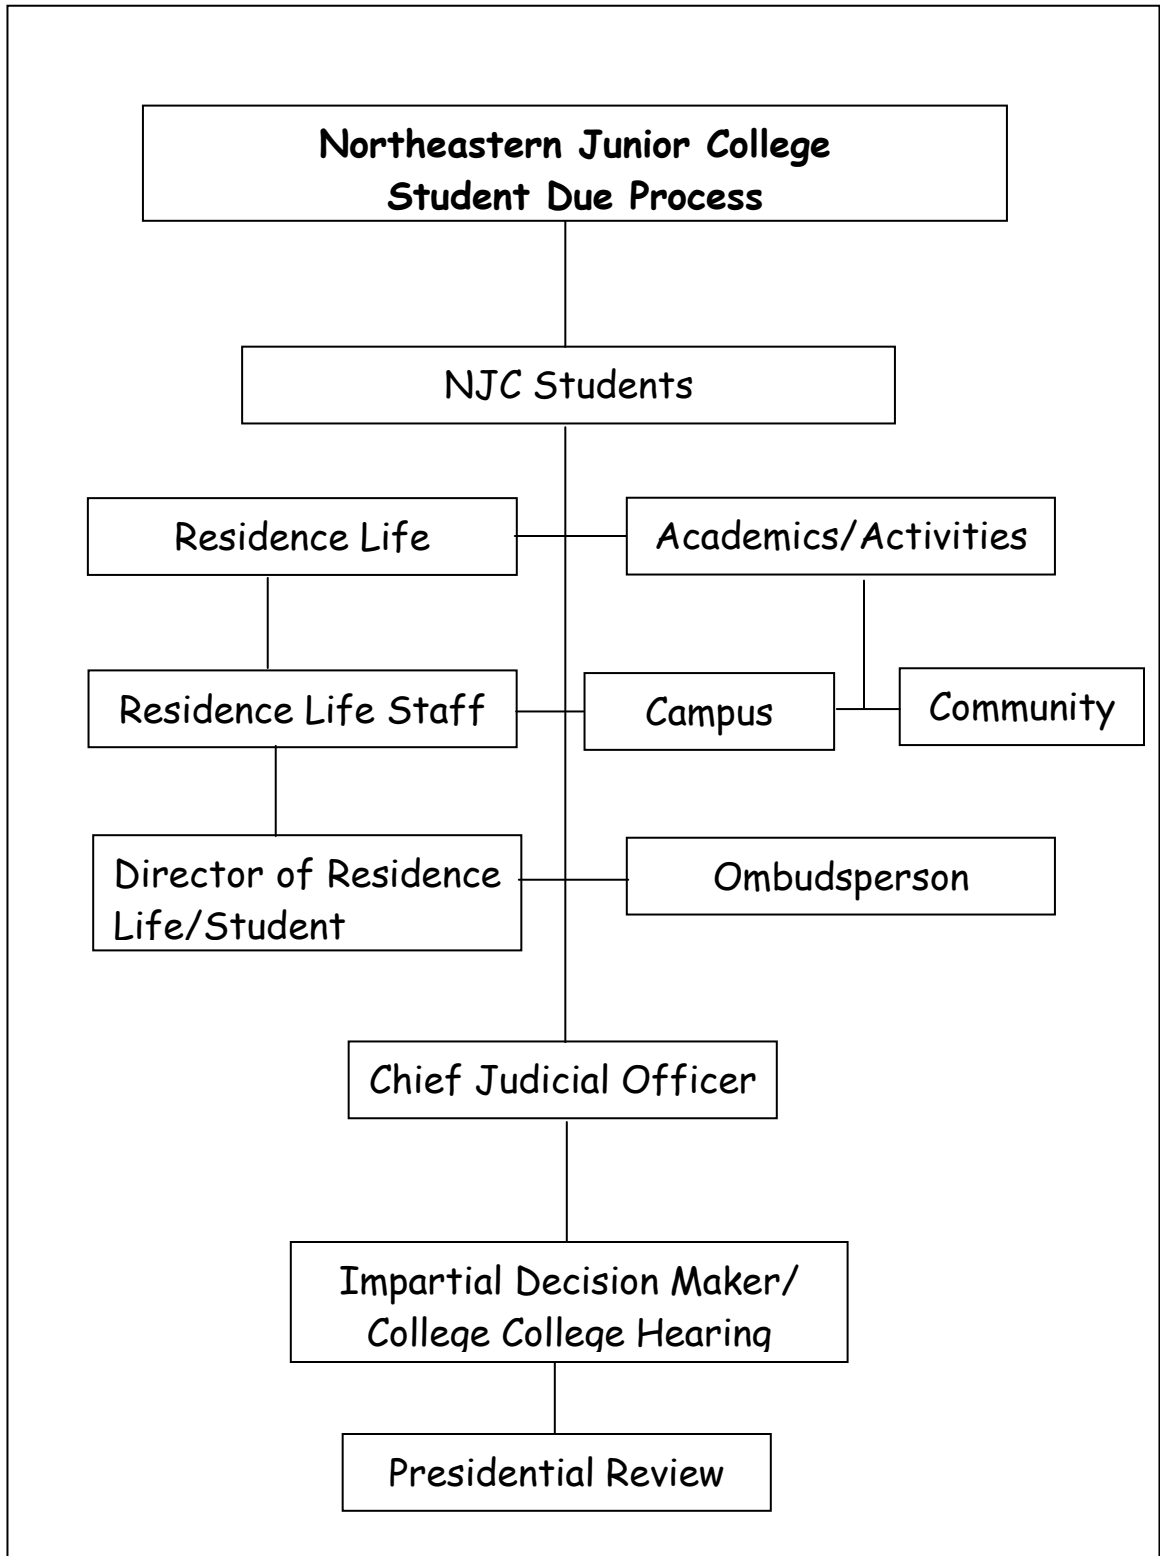 Northeastern Junior College
Student Due Process
NJC Students
Residence Life
Academics/Activities
Residence Life Staff
Campus
Community
Director of Residence
Life/Student
Ombudsperson
Chief Judicial Officer
Impartial Decision Maker/
College College Hearing
Presidential Review